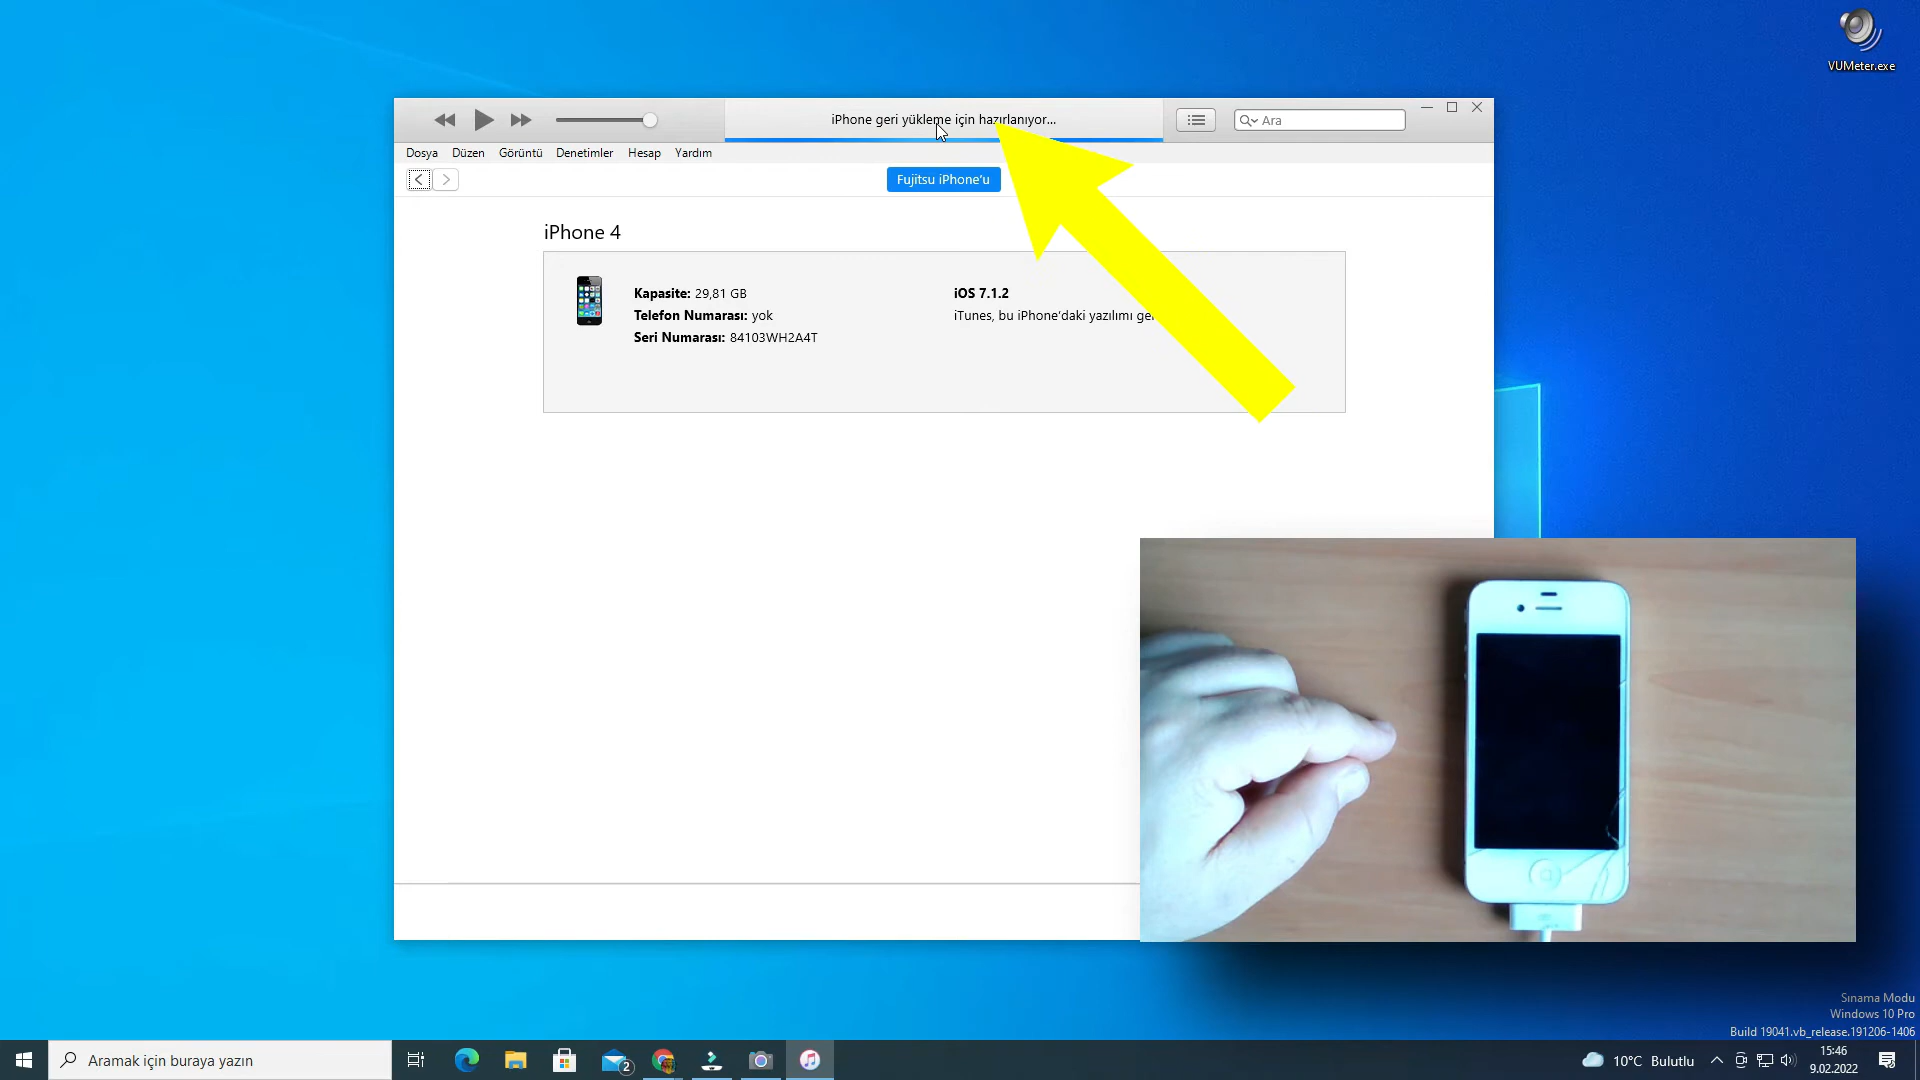 VUMeter.exe
iPhone geri yükleme için hazırlanıyor...
Ara
Dosya Düzen Görüntü Denetimler Hesap Yardım
Fujitsu iPhone'u
iPhone 4
Kapasite: 29,81 GB
Telefon Numarası: yok
Seri Numarası: 84103WH2A4T
iOS 7.1.2
iTunes, bu iPhone'daki yazılımı
Sınama Modu
Windows 10 Pro
Build 19041.vb_release.191206-1406
Aramak için buraya yazın
2
10°C Bulutlu
15:46
9.02.2022